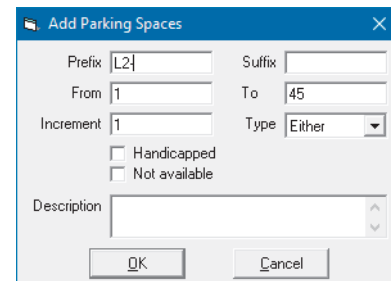 Add Parking Spaces
Prefix L2- Suffix
From 1 To 45
Increment 1 Type Either
Handicapped
Not available
Description
OK Cancel